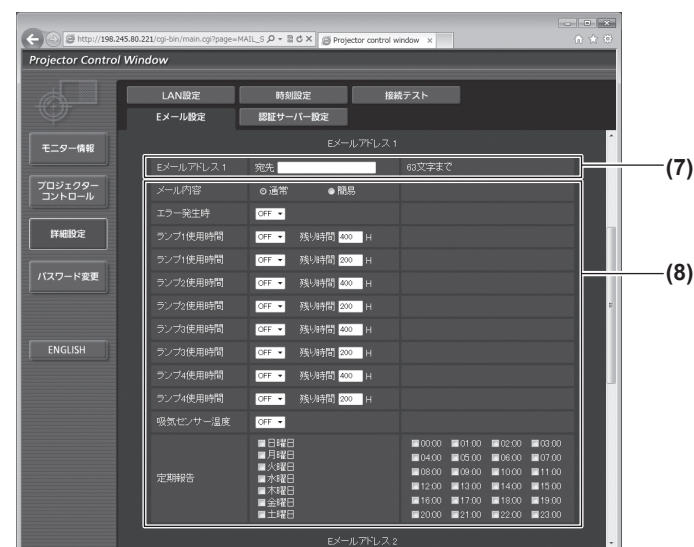 http://198.245.80.221/cgi-bin/main.cgi?page=MAIL_S
Projector control window
Projector Control Window
LAN設定 時刻設定 接続テスト
Eメール設定 認証サーバー設定
モニター情報
プロジェクター
コントロール
詳細設定
パスワード変更
ENGLISH
Eメールアドレス 1
Eメールアドレス 1 宛先 63文字まで
(7)
メール内容 通常 簡易
エラー発生時 OFF
ランプ1使用時間 OFF 残り時間 400 H
ランプ1使用時間 OFF 残り時間 200 H
ランプ2使用時間 OFF 残り時間 400 H
(8)
ランプ2使用時間 OFF 残り時間 200 H
ランプ3使用時間 OFF 残り時間 400 H
ランプ3使用時間 OFF 残り時間 200 H
ランプ4使用時間 OFF 残り時間 400 H
ランプ4使用時間 OFF 残り時間 200 H
吸気センサー温度 OFF
定期報告
日曜日
月曜日
火曜日
水曜日
木曜日
金曜日
土曜日
00:00 01:00 02:00 03:00
04:00 05:00 06:00 07:00
08:00 09:00 10:00 11:00
12:00 13:00 14:00 15:00
16:00 17:00 18:00 19:00
20:00 21:00 22:00 23:00
Eメールアドレス 2